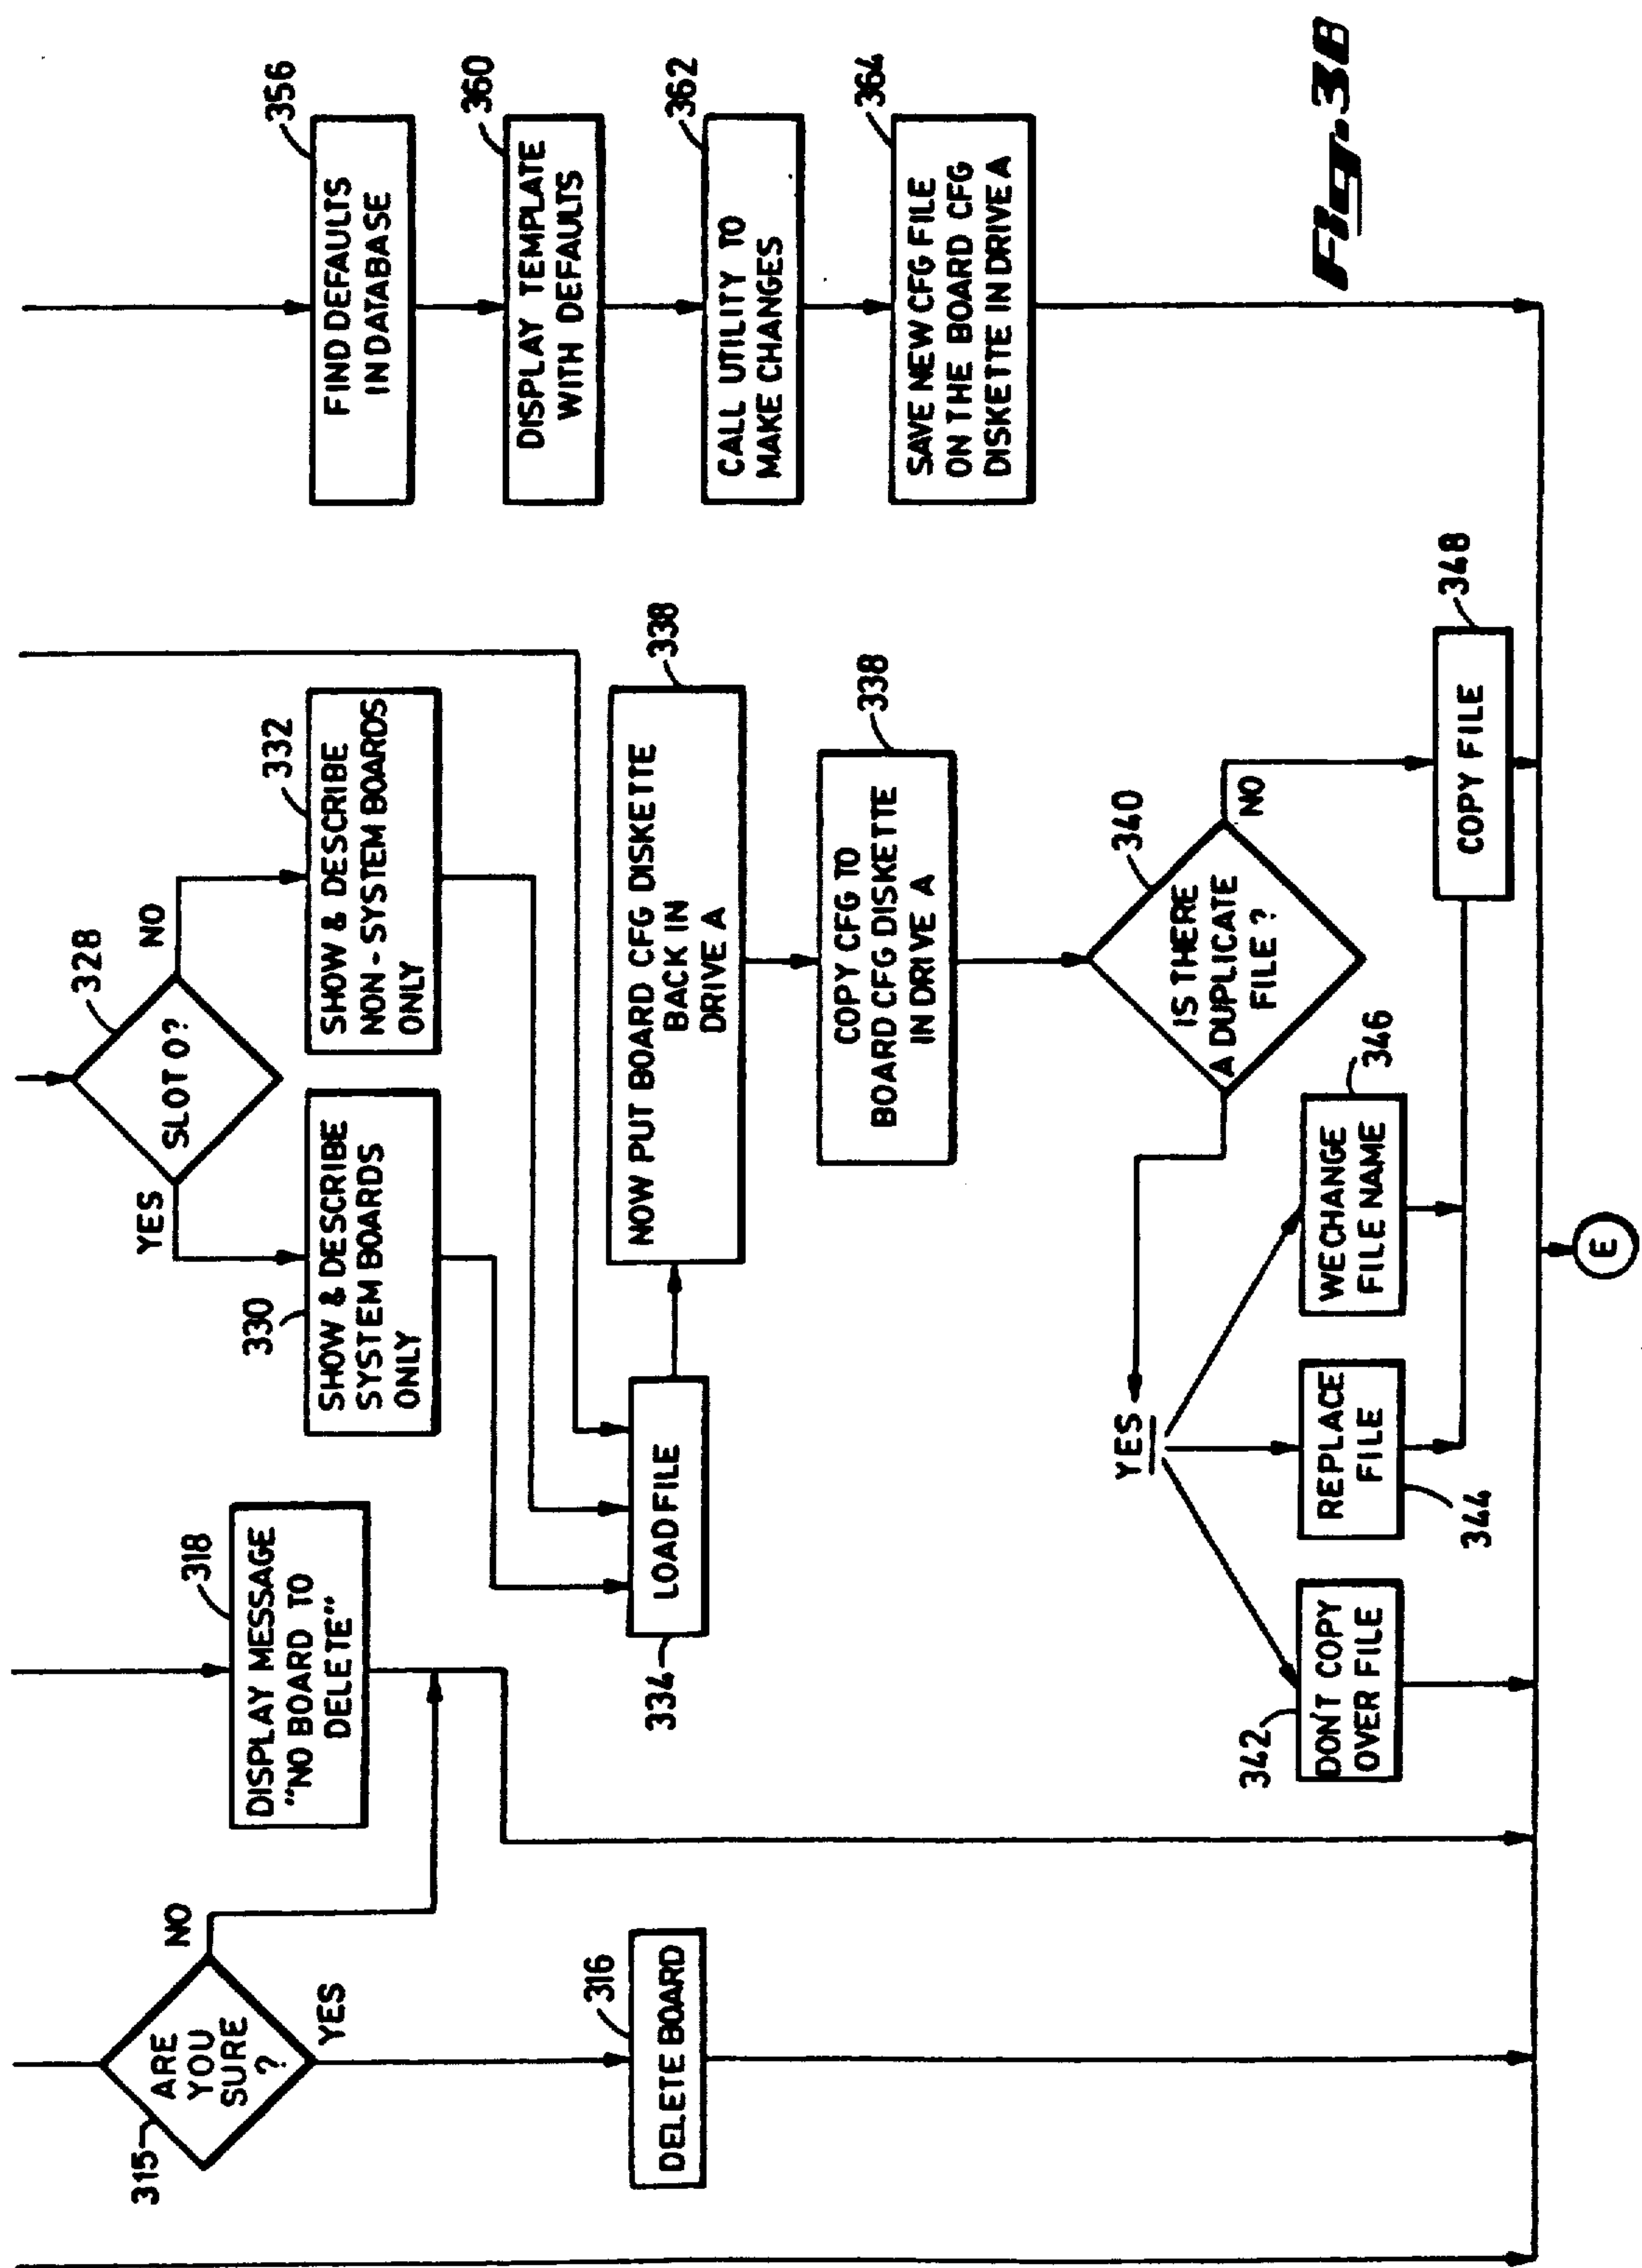 315
ARE
YOU
SURE
?
NO
YES
316
DELETE BOARD
318
DISPLAY MESSAGE
"NO BOARD TO
DELETE"
328
SLOT 0?
YES
NO
330
SHOW & DESCRIBE
SYSTEM BOARDS
ONLY
332
SHOW & DESCRIBE
NON-SYSTEM BOARDS
ONLY
334
LOAD FILE
338
NOW PUT BOARD CFG DISKETTE
BACK IN
DRIVE A
338
COPY CFG TO
BOARD CFG DISKETTE
IN DRIVE A
340
IS THERE
A DUPLICATE
FILE?
YES
NO
342
DON'T COPY
OVER FILE
344
REPLACE
FILE
346
WE CHANGE
FILE NAME
348
COPY FILE
356
FIND DEFAULTS
IN DATABASE
360
DISPLAY TEMPLATE
WITH DEFAULTS
362
CALL UTILITY TO
MAKE CHANGES
364
SAVE NEW CFG FILE
ON THE BOARD CFG
DISKETTE IN DRIVE A
E
Fig. 3B